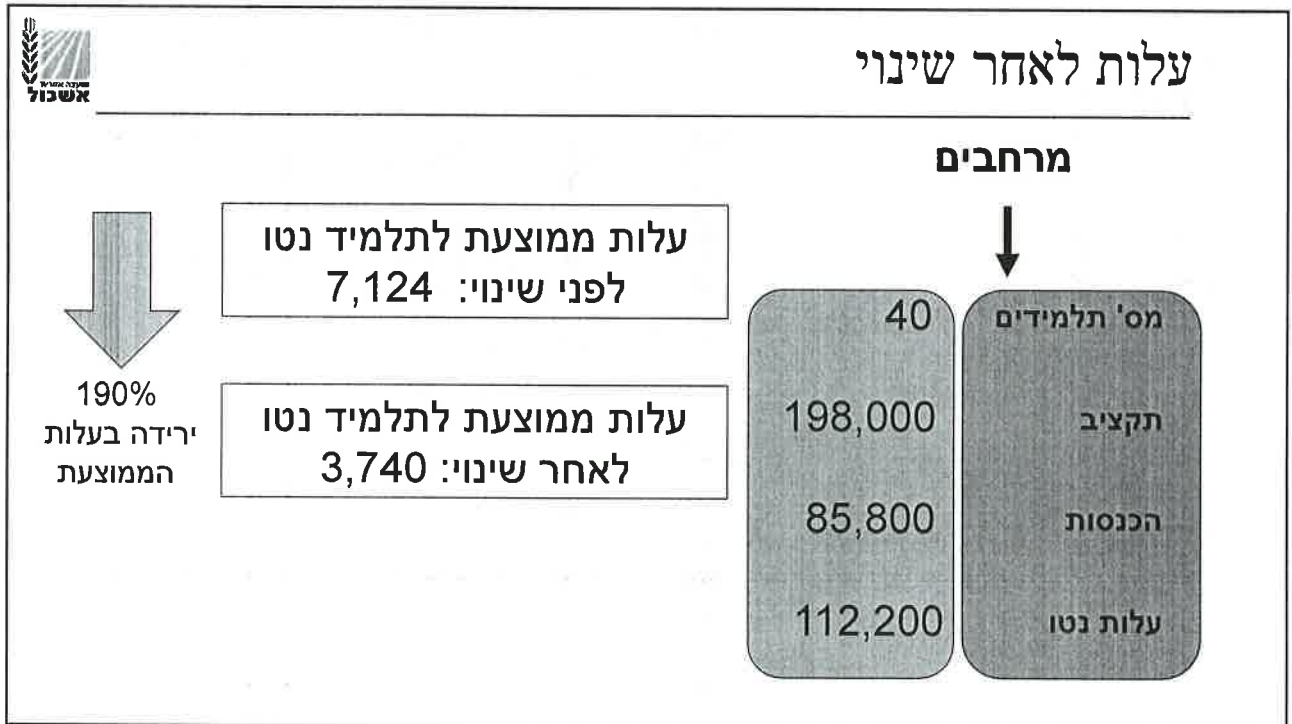 עלות לאחר שינוי
אשכול
מרחבים
מס' תלמידים 40
תקציב 198,000
הכנסות 85,800
עלות נטו 112,200
עלות ממוצעת לתלמיד נטו
לפני שינוי: 7,124
עלות ממוצעת לתלמיד נטו
לאחר שינוי: 3,740
190%
ירידה בעלות
הממוצעת